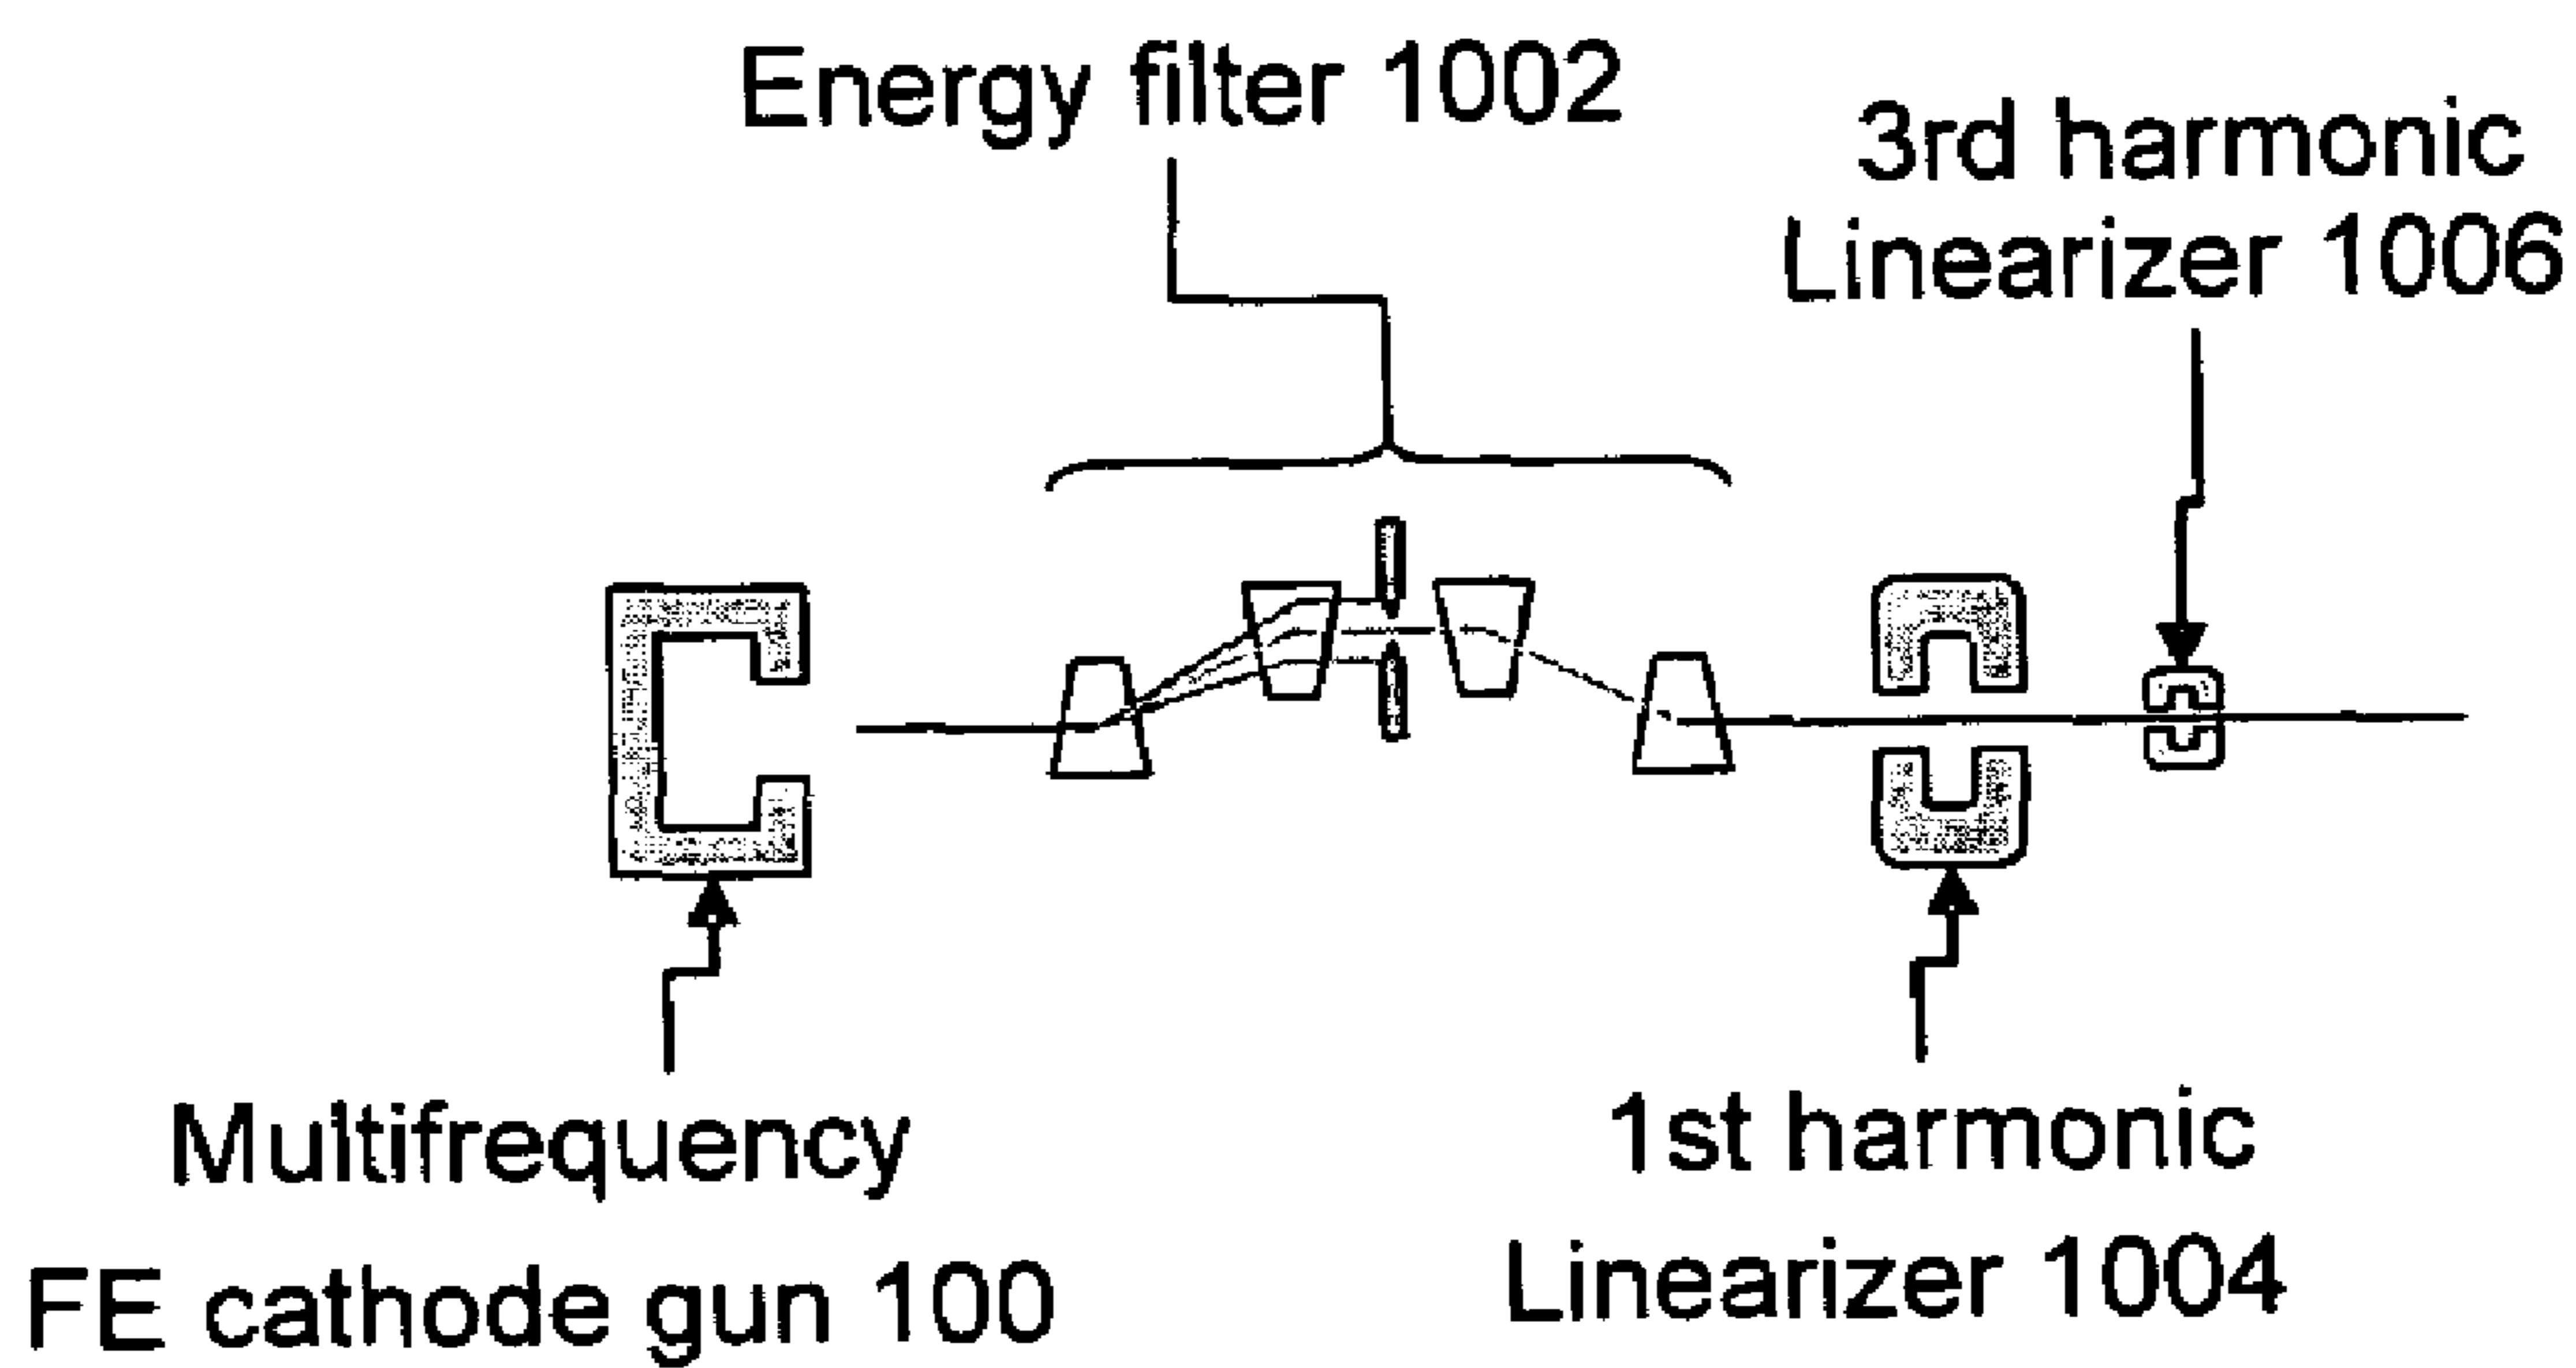 Energy filter 1002
3rd harmonic
Linearizer 1006
Multifrequency
FE cathode gun 100
1st harmonic
Linearizer 1004